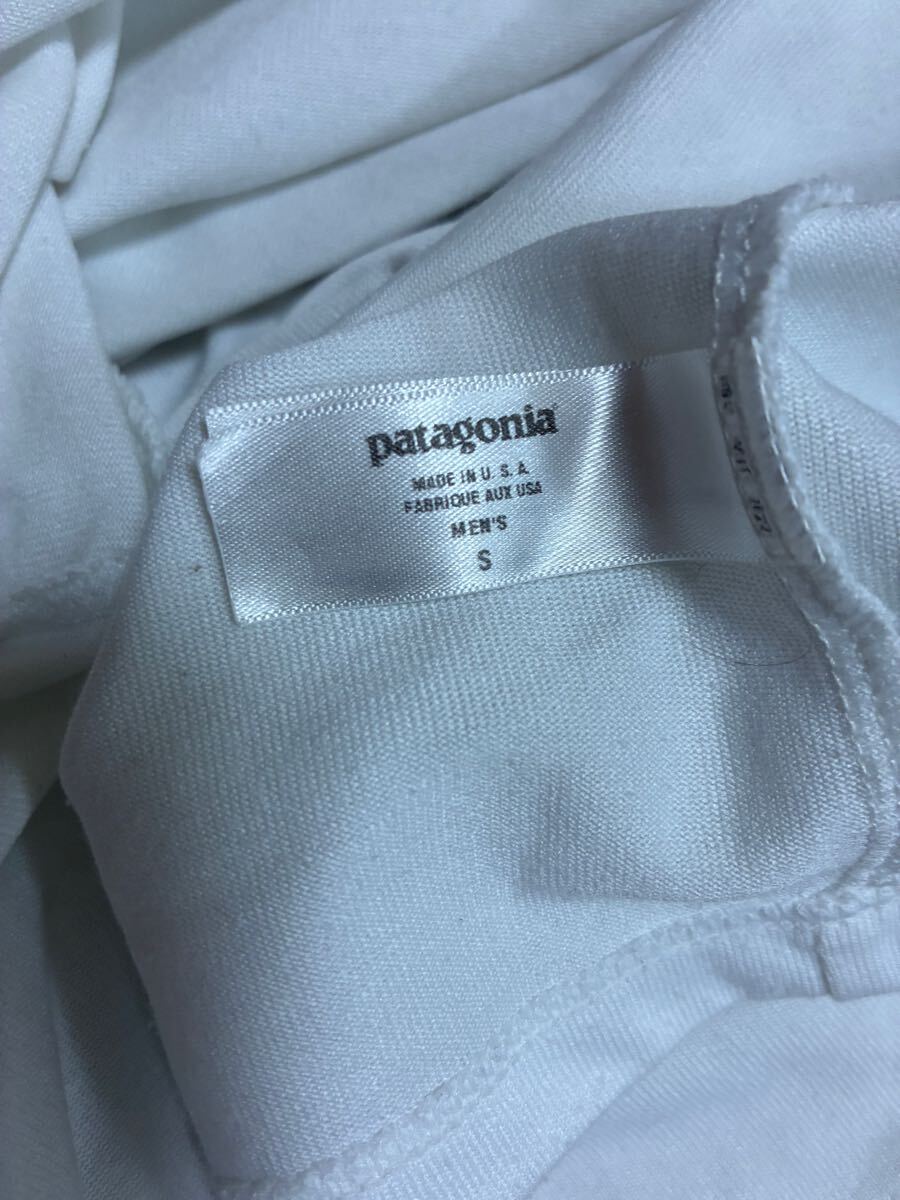 patagonia
MADE IN U. S. A.
FABRIQUE AUX USA
MEN'S
S